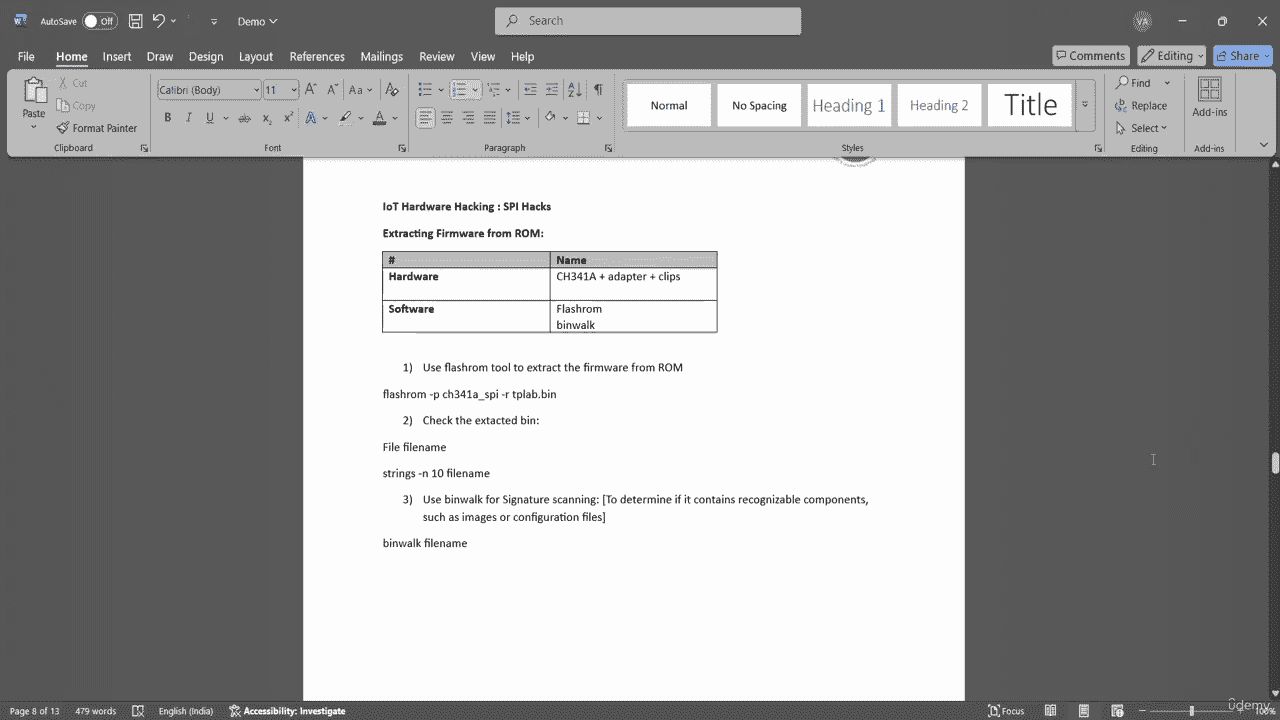 AutoSave Off Demo Search VA
File Home Insert Draw Design Layout References Mailings Review View Help Comments Editing Share
Paste Cut Copy Format Painter
Calibri (Body) 11
Normal No Spacing Heading 1 Heading 2 Title
Find Replace Select Add-ins
Clipboard Font Paragraph Styles Editing Add-ins
IoT Hardware Hacking : SPI Hacks
Extracting Firmware from ROM:
# Name
Hardware CH341A + adapter + clips
Software Flashrom
binwalk
1) Use flashrom tool to extract the firmware from ROM
flashrom -p ch341a_spi -r tplab.bin
2) Check the extacted bin:
File filename
strings -n 10 filename
3) Use binwalk for Signature scanning: [To determine if it contains recognizable components,
such as images or configuration files]
binwalk filename
Page 8 of 13 479 words English (India) Accessibility: Investigate Focus